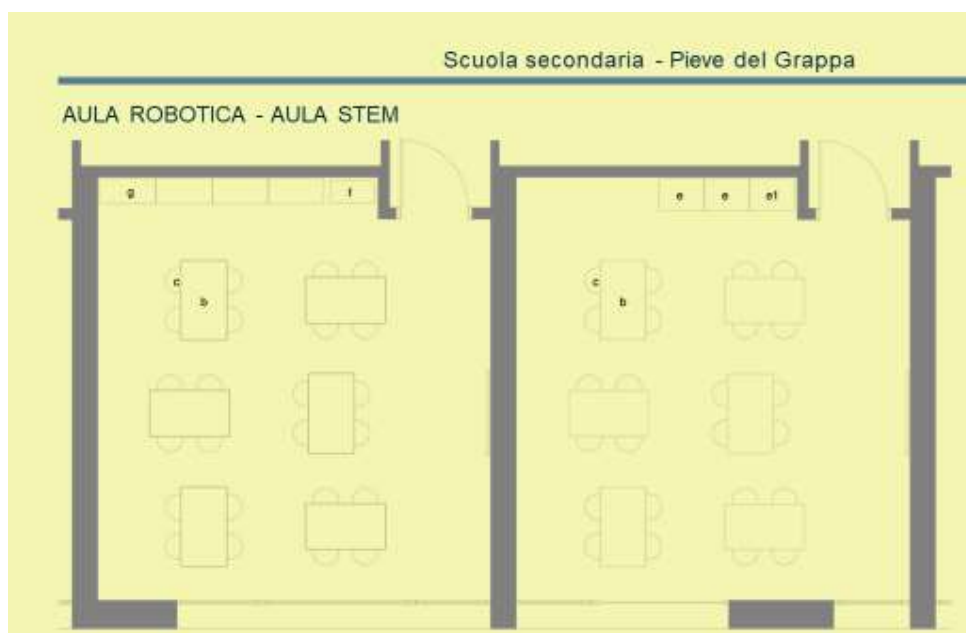 Scuola secondaria - Pieve del Grappa
AULA ROBOTICA - AULA STEM
g f e e e1
c c
b b